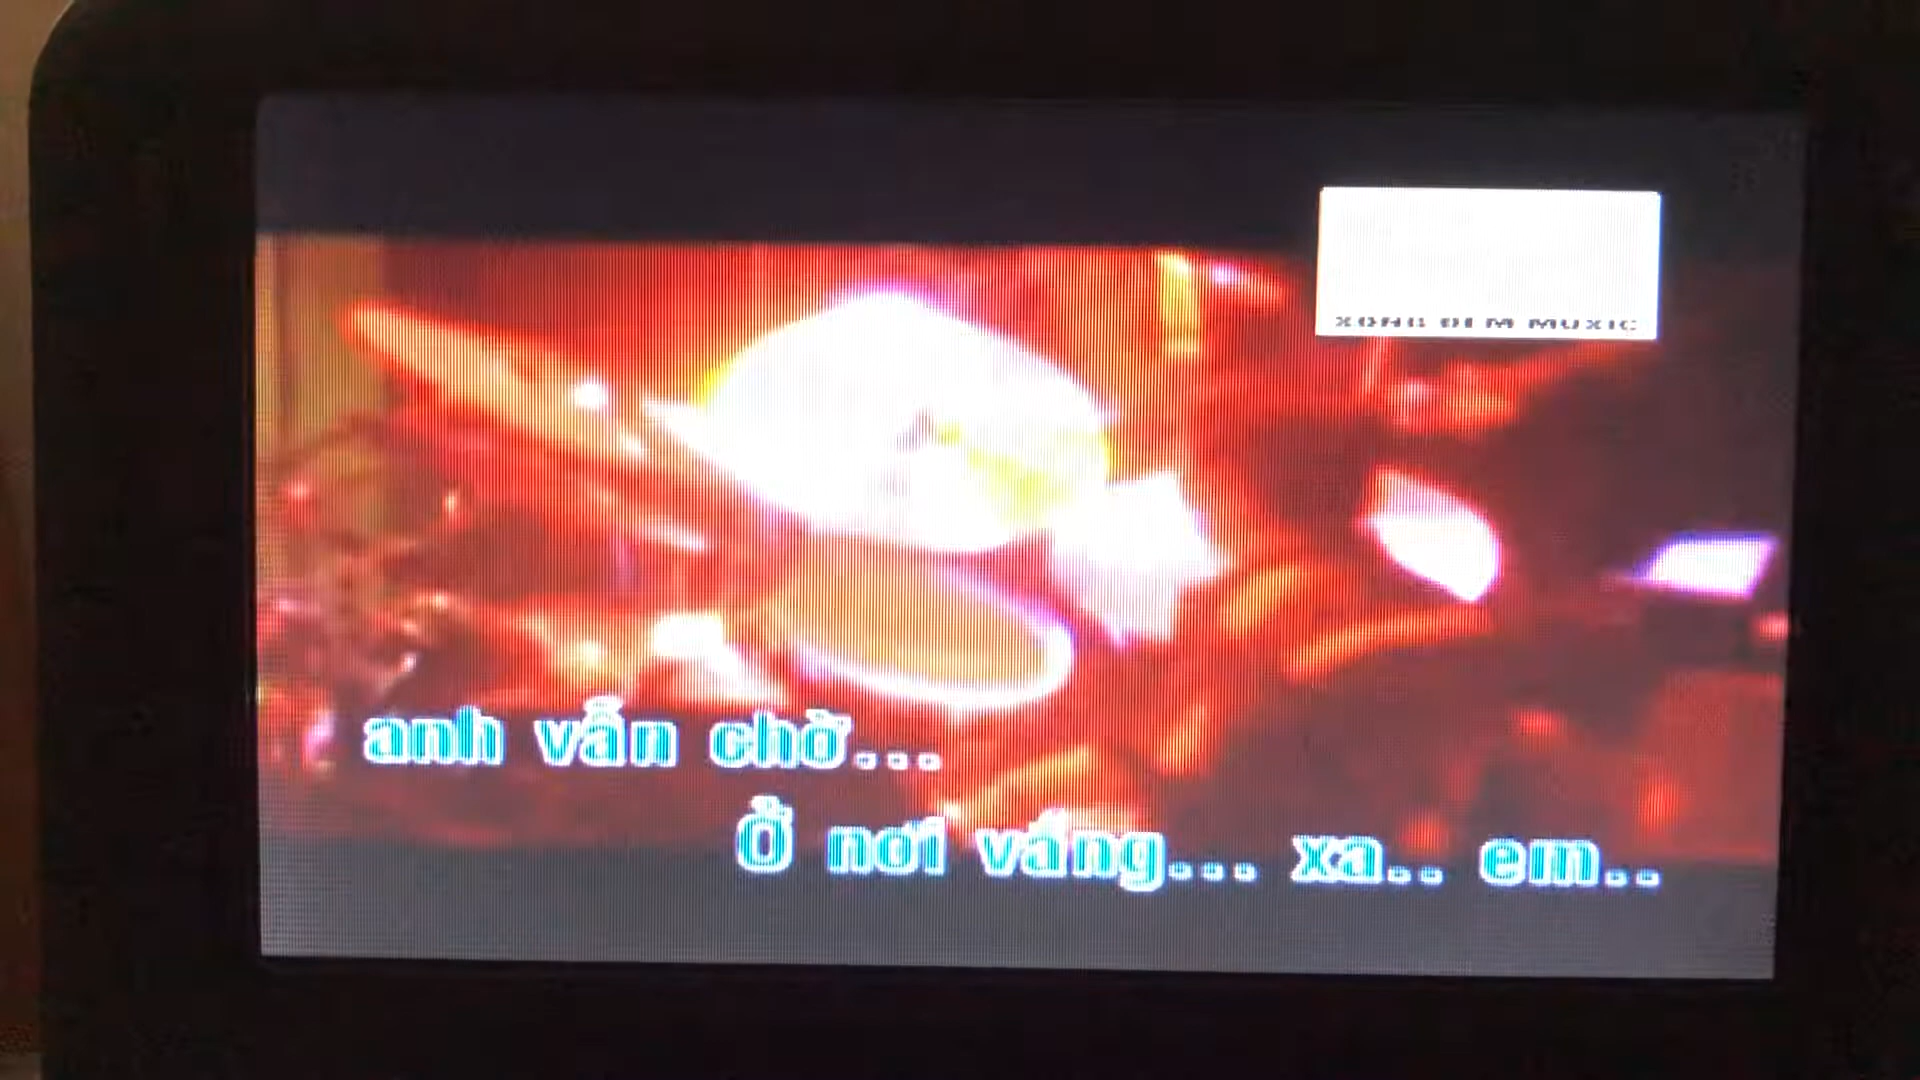 anh vẫn chờ...
Ở nơi vắng... xa.. em..